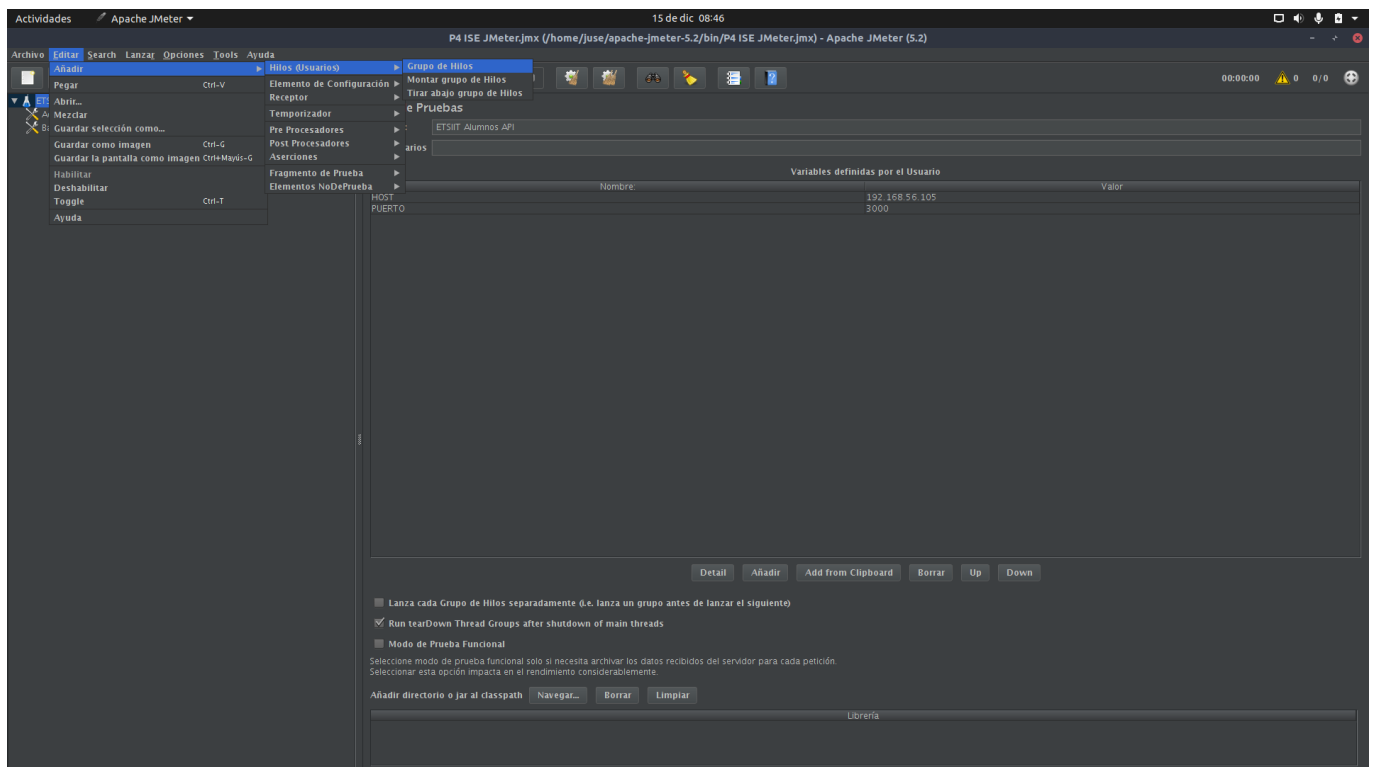 Actividades Apache JMeter 15 de dic 08:46
P4 ISE JMeter.jmx (/home/juse/apache-jmeter-5.2/bin/P4 ISE JMeter.jmx) - Apache JMeter (5.2)
Archivo Editar Search Lanzar Opciones Tools Ayuda
Añadir
Pegar Ctrl-V
Abrir...
Mezclar
Guardar selección como...
Guardar como imagen Ctrl-G
Guardar la pantalla como imagen Ctrl+Mayús-G
Habilitar
Deshabilitar
Toggle Ctrl-T
Ayuda
Hilos (Usuarios)
Elemento de Configuración
Receptor
Temporizador
Pre Procesadores
Post Procesadores
Aserciones
Fragmento de Prueba
Elementos NoDePrueba
Grupo de Hilos
Montar grupo de Hilos
Tirar abajo grupo de Hilos
00:00:00 0 0/0
e Pruebas
ETSIIT Alumnos API
arios
Variables definidas por el Usuario
Nombre: Valor
HOST 192.168.56.105
PUERTO 3000
Detail Añadir Add from Clipboard Borrar Up Down
Lanza cada Grupo de Hilos separadamente (i.e. lanza un grupo antes de lanzar el siguiente)
Run tearDown Thread Groups after shutdown of main threads
Modo de Prueba Funcional
Seleccione modo de prueba funcional solo si necesita archivar los datos recibidos del servidor para cada petición.
Seleccionar esta opción impacta en el rendimiento considerablemente.
Añadir directorio o jar al classpath Navegar... Borrar Limpiar
Librería